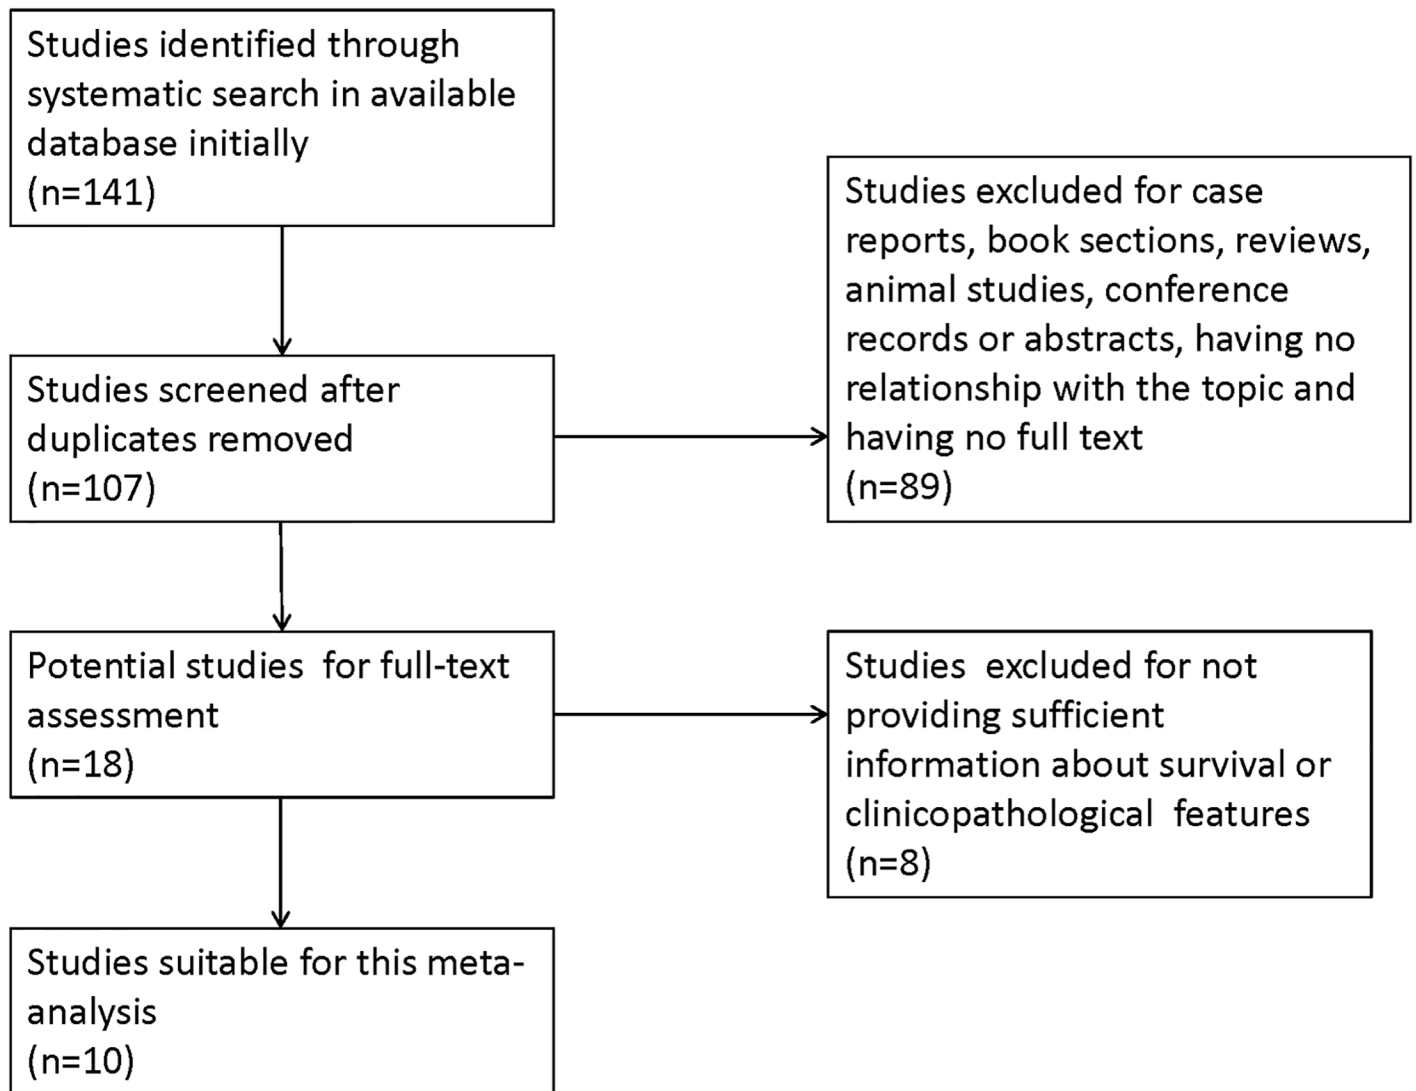 Studies identified through
systematic search in available
database initially
(n=141)
Studies excluded for case
reports, book sections, reviews,
animal studies, conference
records or abstracts, having no
relationship with the topic and
having no full text
(n=89)
Studies screened after
duplicates removed
(n=107)
Potential studies  for full-text
assessment
(n=18)
Studies  excluded for not
providing sufficient
information about survival or
clinicopathological  features
(n=8)
Studies suitable for this meta-
analysis
(n=10)